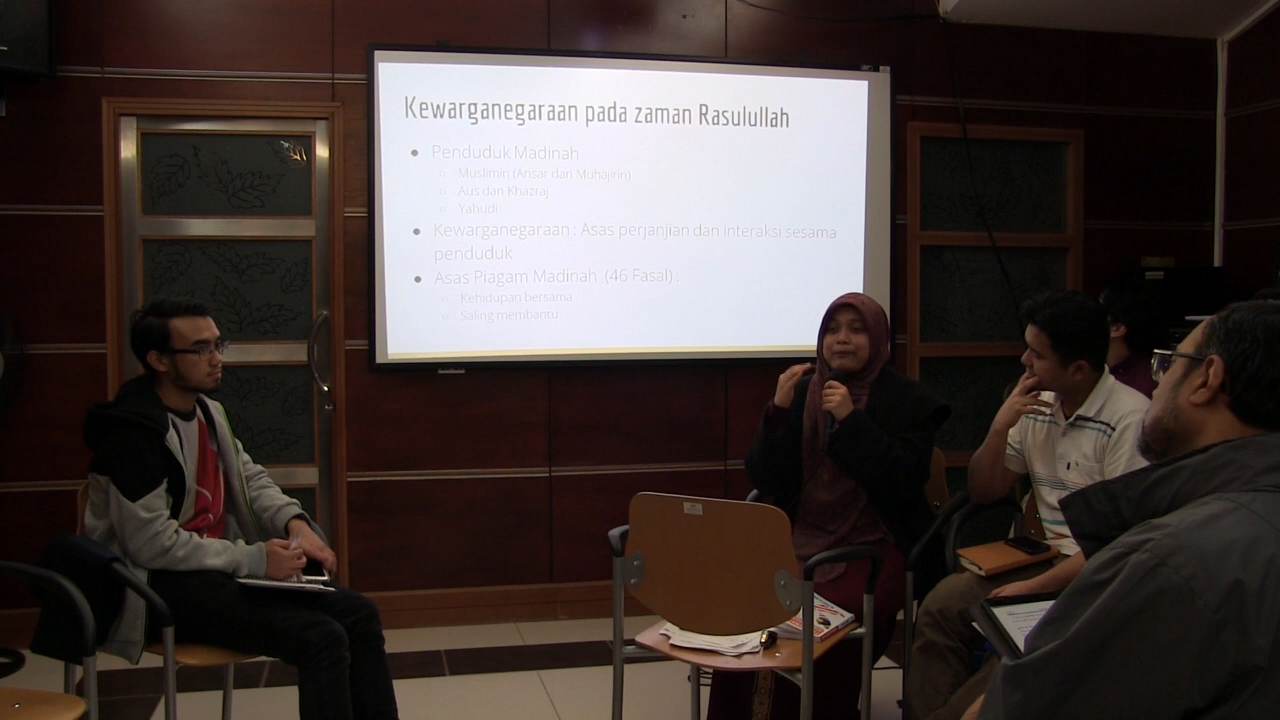 Kewarganegaraan pada zaman Rasulullah
Penduduk Madinah
Muslimin (Ansar dan Muhajirin)
Aus dan Khazraj
Yahudi
Kewarganegaraan : Asas perjanjian dan interaksi sesama
penduduk
Asas Piagam Madinah (46 Fasal) :
Kehidupan bersama
Saling membantu